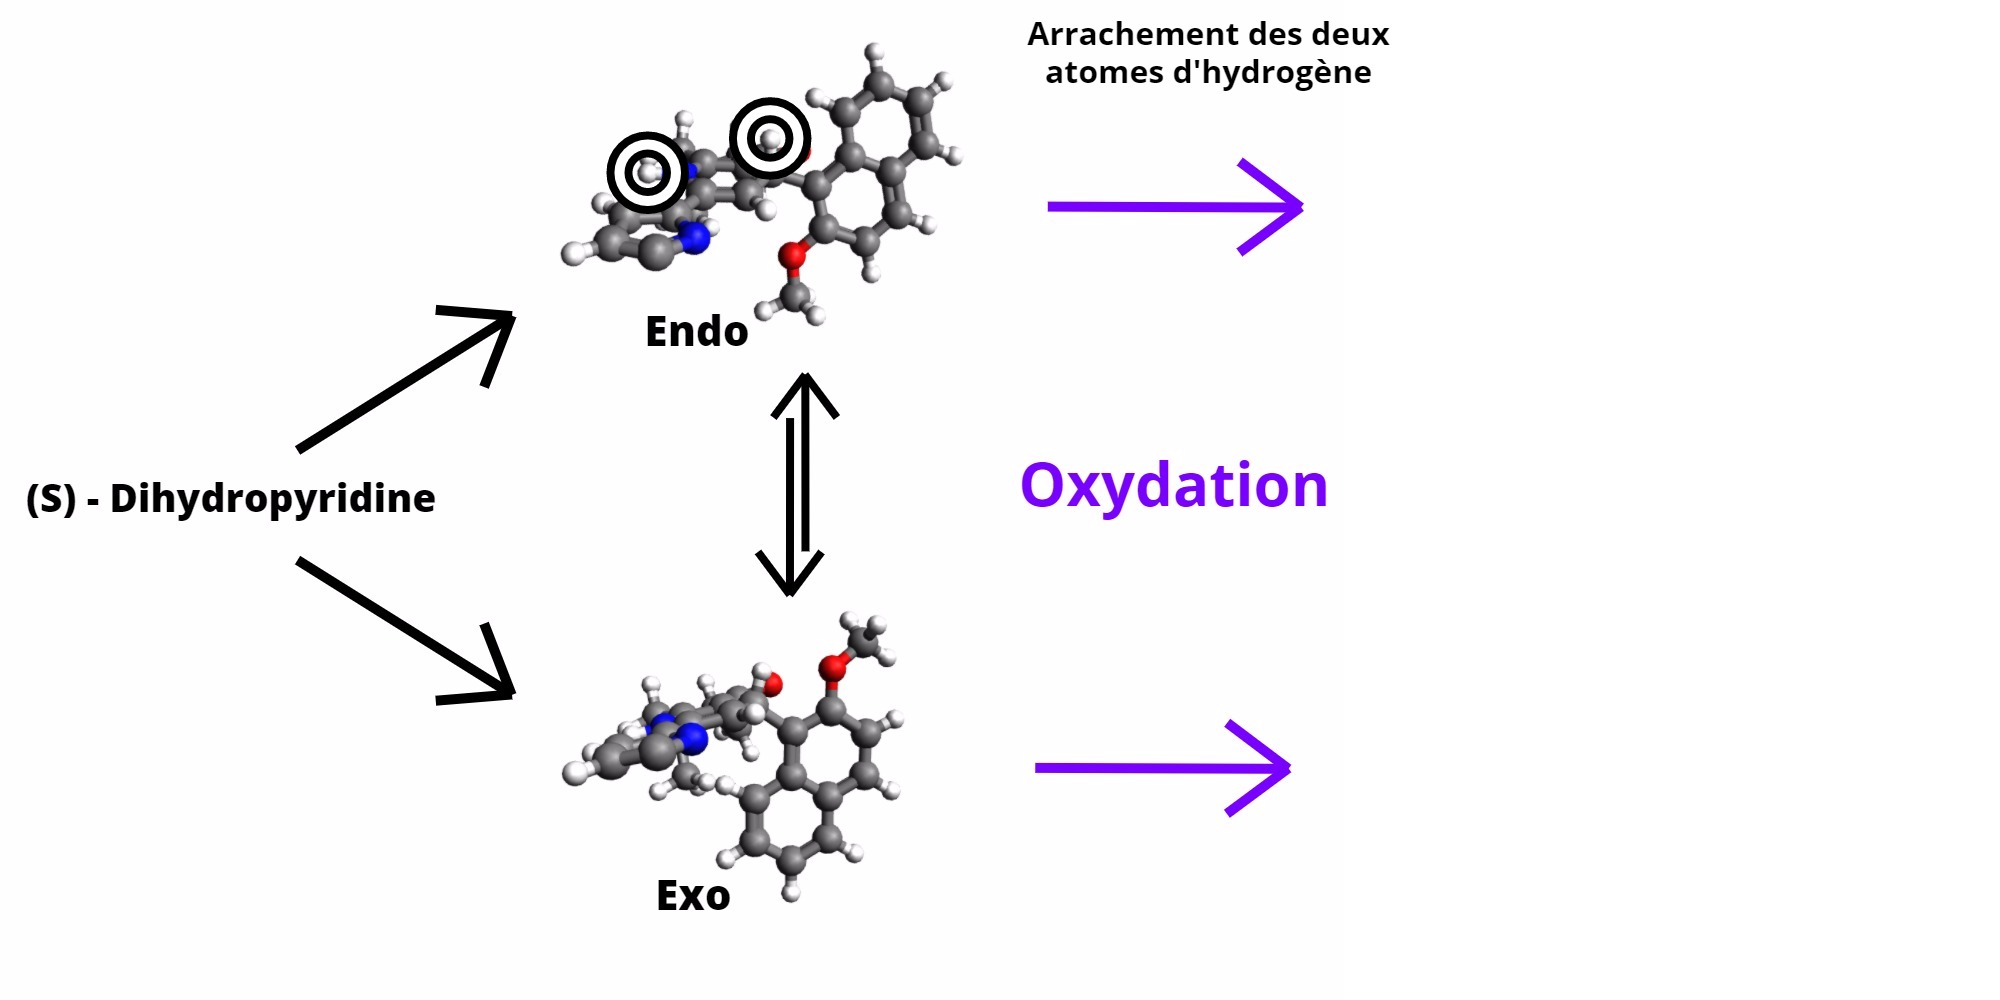 Arrachement des deux
atomes d'hydrogène
Endo
(S) - Dihydropyridine
Oxydation
Exo